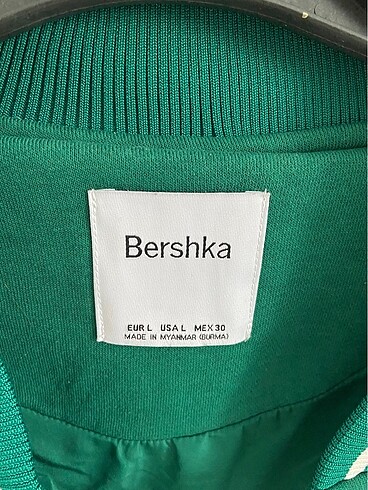 Bershka
EUR L USA L MEX 30
MADE IN MYANMAR (BURMA)